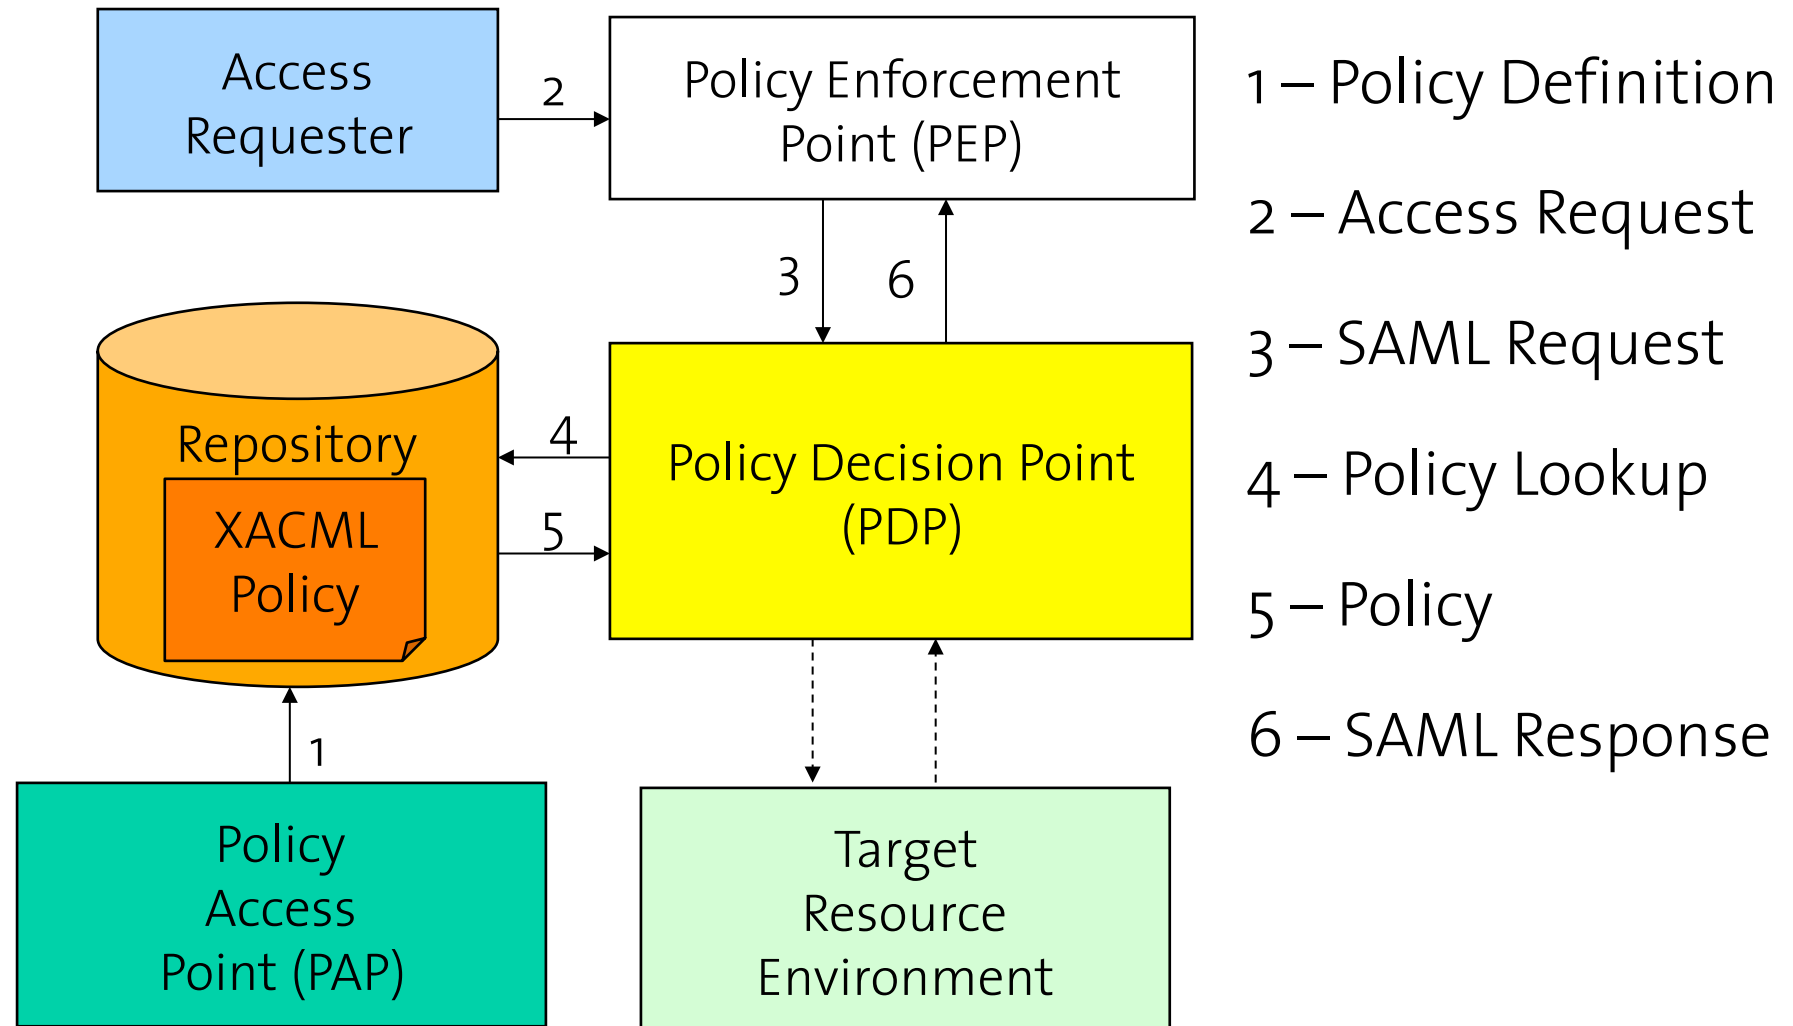 Access
Requester
2
Policy Enforcement
Point (PEP)
3
6
Repository
XACML
Policy
4
5
Policy Decision Point
(PDP)
1
Policy
Access
Point (PAP)
Target
Resource
Environment
1 – Policy Definition
2 – Access Request
3 – SAML Request
4 – Policy Lookup
5 – Policy
6 – SAML Response